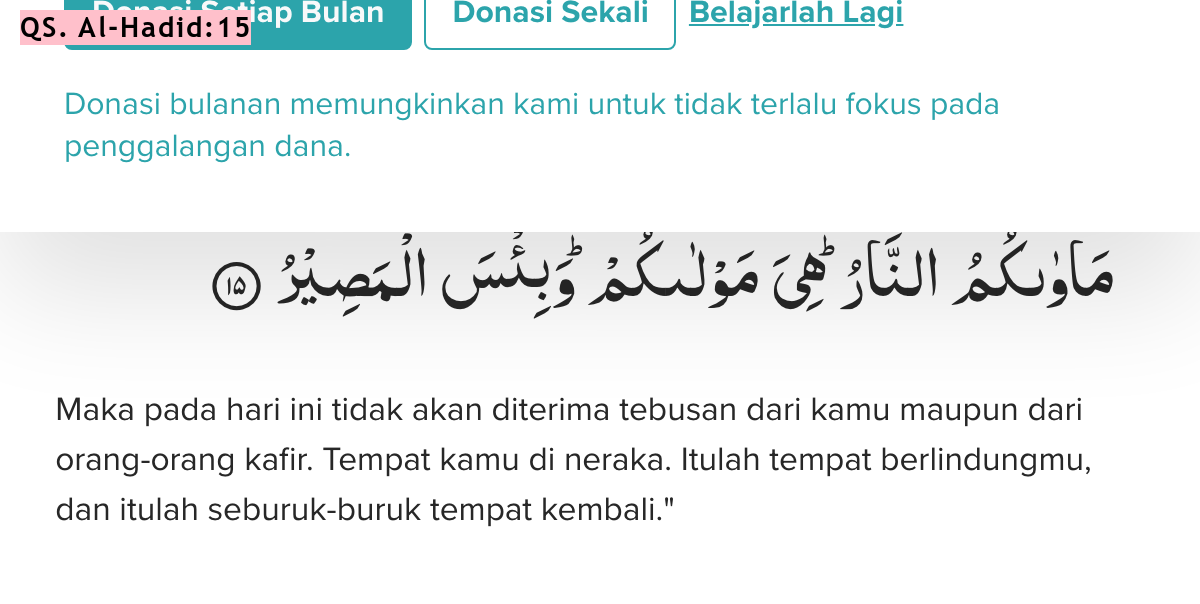 QS. Al-Hadid:15
Donasi Setiap Bulan Donasi Sekali Belajarlah Lagi
Donasi bulanan memungkinkan kami untuk tidak terlalu fokus pada
penggalangan dana.
مَأْوٰىكُمُ النَّارُ ۗهِيَ مَوْلٰىكُمْ ۗوَبِئْسَ الْمَصِيْرُ ١٥
Maka pada hari ini tidak akan diterima tebusan dari kamu maupun dari
orang-orang kafir. Tempat kamu di neraka. Itulah tempat berlindungmu,
dan itulah seburuk-buruk tempat kembali."